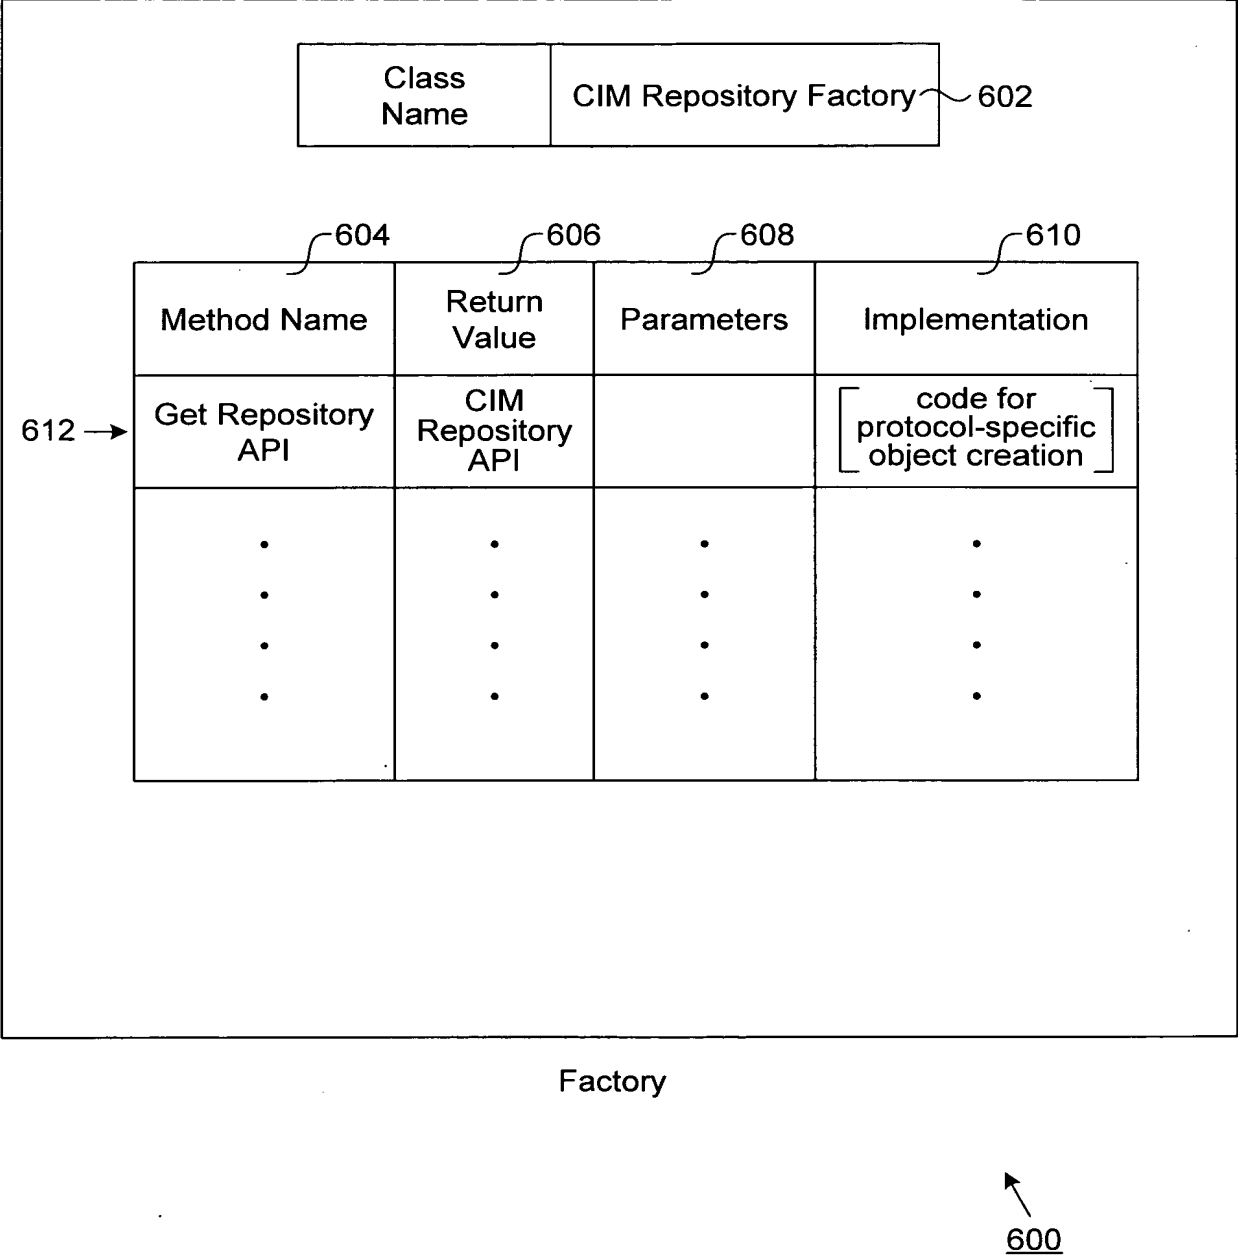 Class
Name
CIM Repository Factory
602
604
606
608
610
Method Name
Return
Value
Parameters
Implementation
612
Get Repository
API
CIM
Repository
API
code for
protocol-specific
object creation
Factory
600